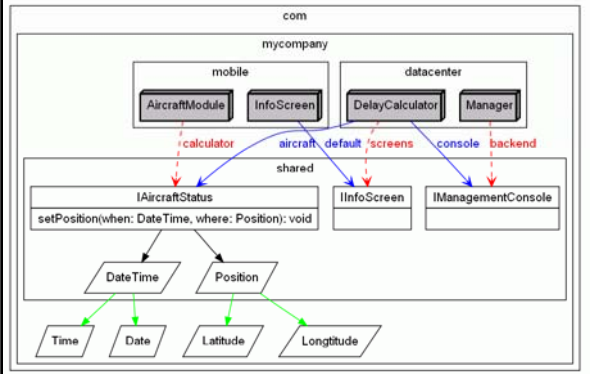 com
mycompany
mobile
datacenter
AircraftModule
InfoScreen
DelayCalculator
Manager
calculator
aircraft
default
screens
console
backend
shared
IAircraftStatus
setPosition(when: DateTime, where: Position): void
IInfoScreen
IManagementConsole
DateTime
Position
Time
Date
Latitude
Longtitude